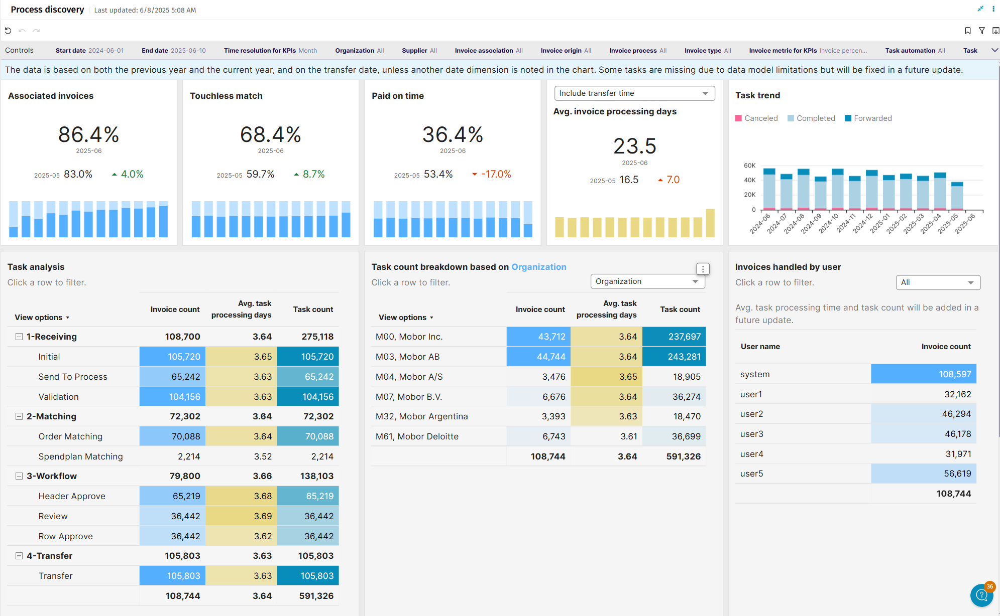 Process discovery Last updated: 6/8/2025 5:08 AM
Controls Start date 2024-06-01 End date 2025-06-10 Time resolution for KPIs Month Organization All Supplier All Invoice association All Invoice origin All Invoice process All Invoice type All Invoice metric for KPIs Invoice percen... Task automation All Task
The data is based on both the previous year and the current year, and on the transfer date, unless another date dimension is noted in the chart. Some tasks are missing due to data model limitations but will be fixed in a future update.
Associated invoices
86.4%
2025-06
2025-05 83.0% 4.0%
Touchless match
68.4%
2025-06
2025-05 59.7% 8.7%
Paid on time
36.4%
2025-06
2025-05 53.4% -17.0%
Include transfer time
Avg. invoice processing days
23.5
2025-06
2025-05 16.5 7.0
Task trend
Canceled Completed Forwarded
60K
40K
20K
0
2024-06 2024-07 2024-08 2024-09 2024-10 2024-11 2024-12 2025-01 2025-02 2025-03 2025-04 2025-05 2025-06
Task analysis
Click a row to filter.
View options Invoice count Avg. task processing days Task count
1-Receiving 108,700 3.64 275,118
Initial 105,720 3.65 105,720
Send To Process 65,242 3.63 65,242
Validation 104,156 3.63 104,156
2-Matching 72,302 3.64 72,302
Order Matching 70,088 3.64 70,088
Spendplan Matching 2,214 3.52 2,214
3-Workflow 79,800 3.66 138,103
Header Approve 65,219 3.68 65,219
Review 36,442 3.69 36,442
Row Approve 36,442 3.62 36,442
4-Transfer 105,803 3.63 105,803
Transfer 105,803 3.63 105,803
108,744 3.64 591,326
Task count breakdown based on Organization
Click a row to filter.
Organization
View options Invoice count Avg. task processing days Task count
M00, Mobor Inc. 43,712 3.64 237,697
M03, Mobor AB 44,744 3.64 243,281
M04, Mobor A/S 3,476 3.65 18,905
M07, Mobor B.V. 6,676 3.64 36,274
M32, Mobor Argentina 3,393 3.63 18,470
M61, Mobor Deloitte 6,743 3.61 36,699
108,744 3.64 591,326
Invoices handled by user
Click a row to filter.
All
Avg. task processing time and task count will be added in a
future update.
User name Invoice count
system 108,597
user1 32,162
user2 46,294
user3 46,178
user4 31,971
user5 56,619
108,744
36